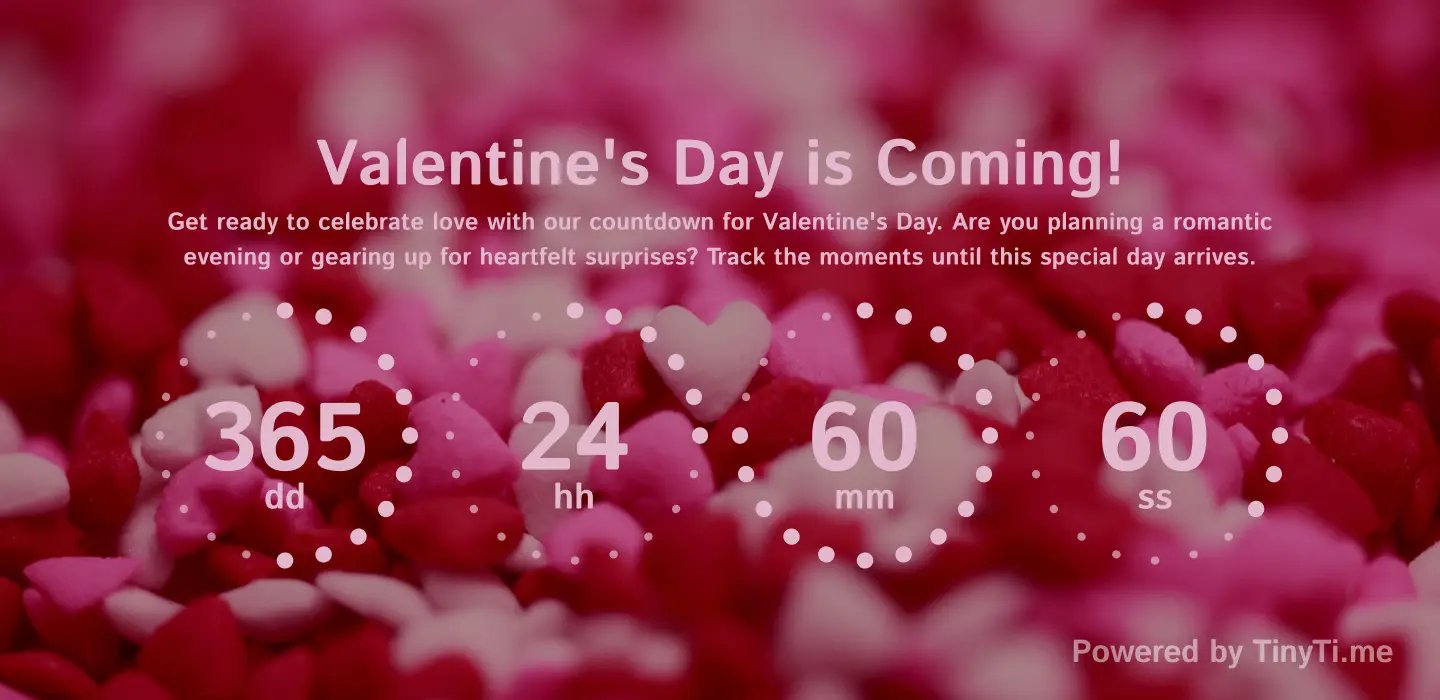 Valentine's Day is Coming!
Get ready to celebrate love with our countdown for Valentine's Day. Are you planning a romantic
evening or gearing up for heartfelt surprises? Track the moments until this special day arrives.
365 24 60 60
dd hh mm ss
Powered by TinyTi.me